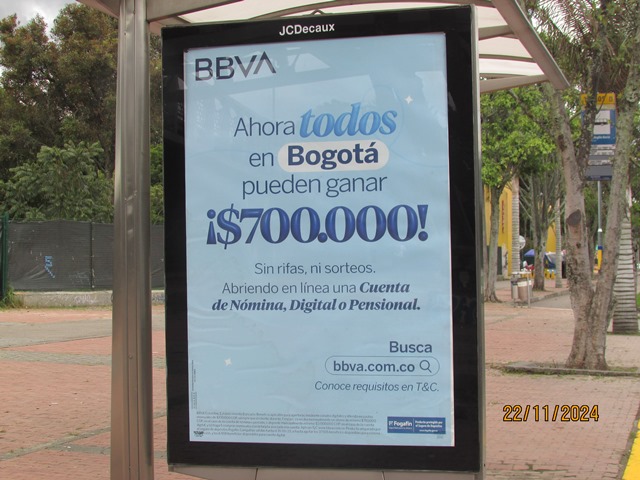 JCDecaux
BBVA
Ahora todos
en Bogotá
pueden ganar
¡$700.000!
Sin rifas, ni sorteos.
Abriendo en línea una Cuenta
de Nómina, Digital o Pensional.
Busca
bbva.com.co
Conoce requisitos en T&C.
Fogafín
22/11/2024